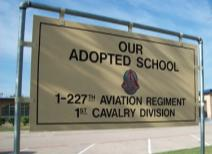 OUR
ADOPTED SCHOOL
1-227TH AVIATION REGIMENT
1ST CAVALRY DIVISION